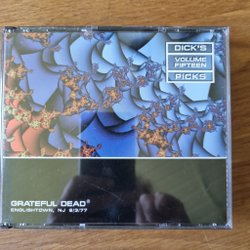 DICK'S
VOLUME
FIFTEEN
PICKS
GRATEFUL DEAD®
ENGLISHTOWN, NJ 9/3/77